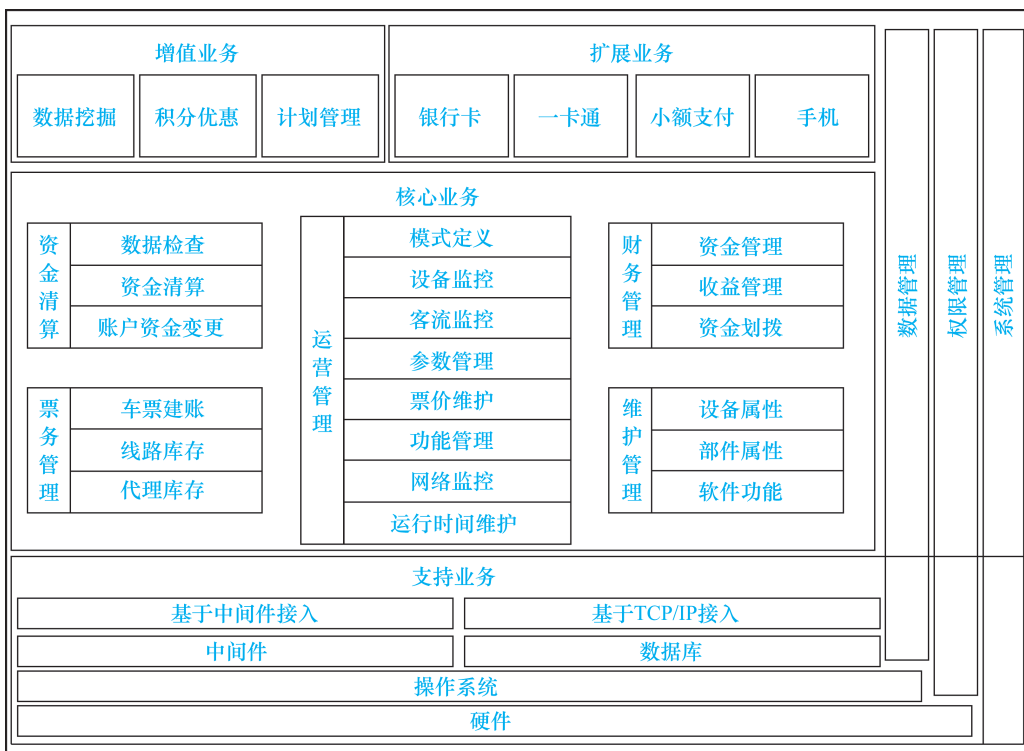 增值业务
数据挖掘
积分优惠
计划管理
扩展业务
银行卡
一卡通
小额支付
手机
核心业务
资金清算
数据检查
资金清算
账户资金变更
票务管理
车票建账
线路库存
代理库存
运营管理
模式定义
设备监控
客流监控
参数管理
票价维护
功能管理
网络监控
运行时间维护
财务管理
资金管理
收益管理
资金划拨
维护管理
设备属性
部件属性
软件功能
支持业务
基于中间件接入
基于TCP/IP接入
中间件
数据库
操作系统
硬件
数据管理
权限管理
系统管理